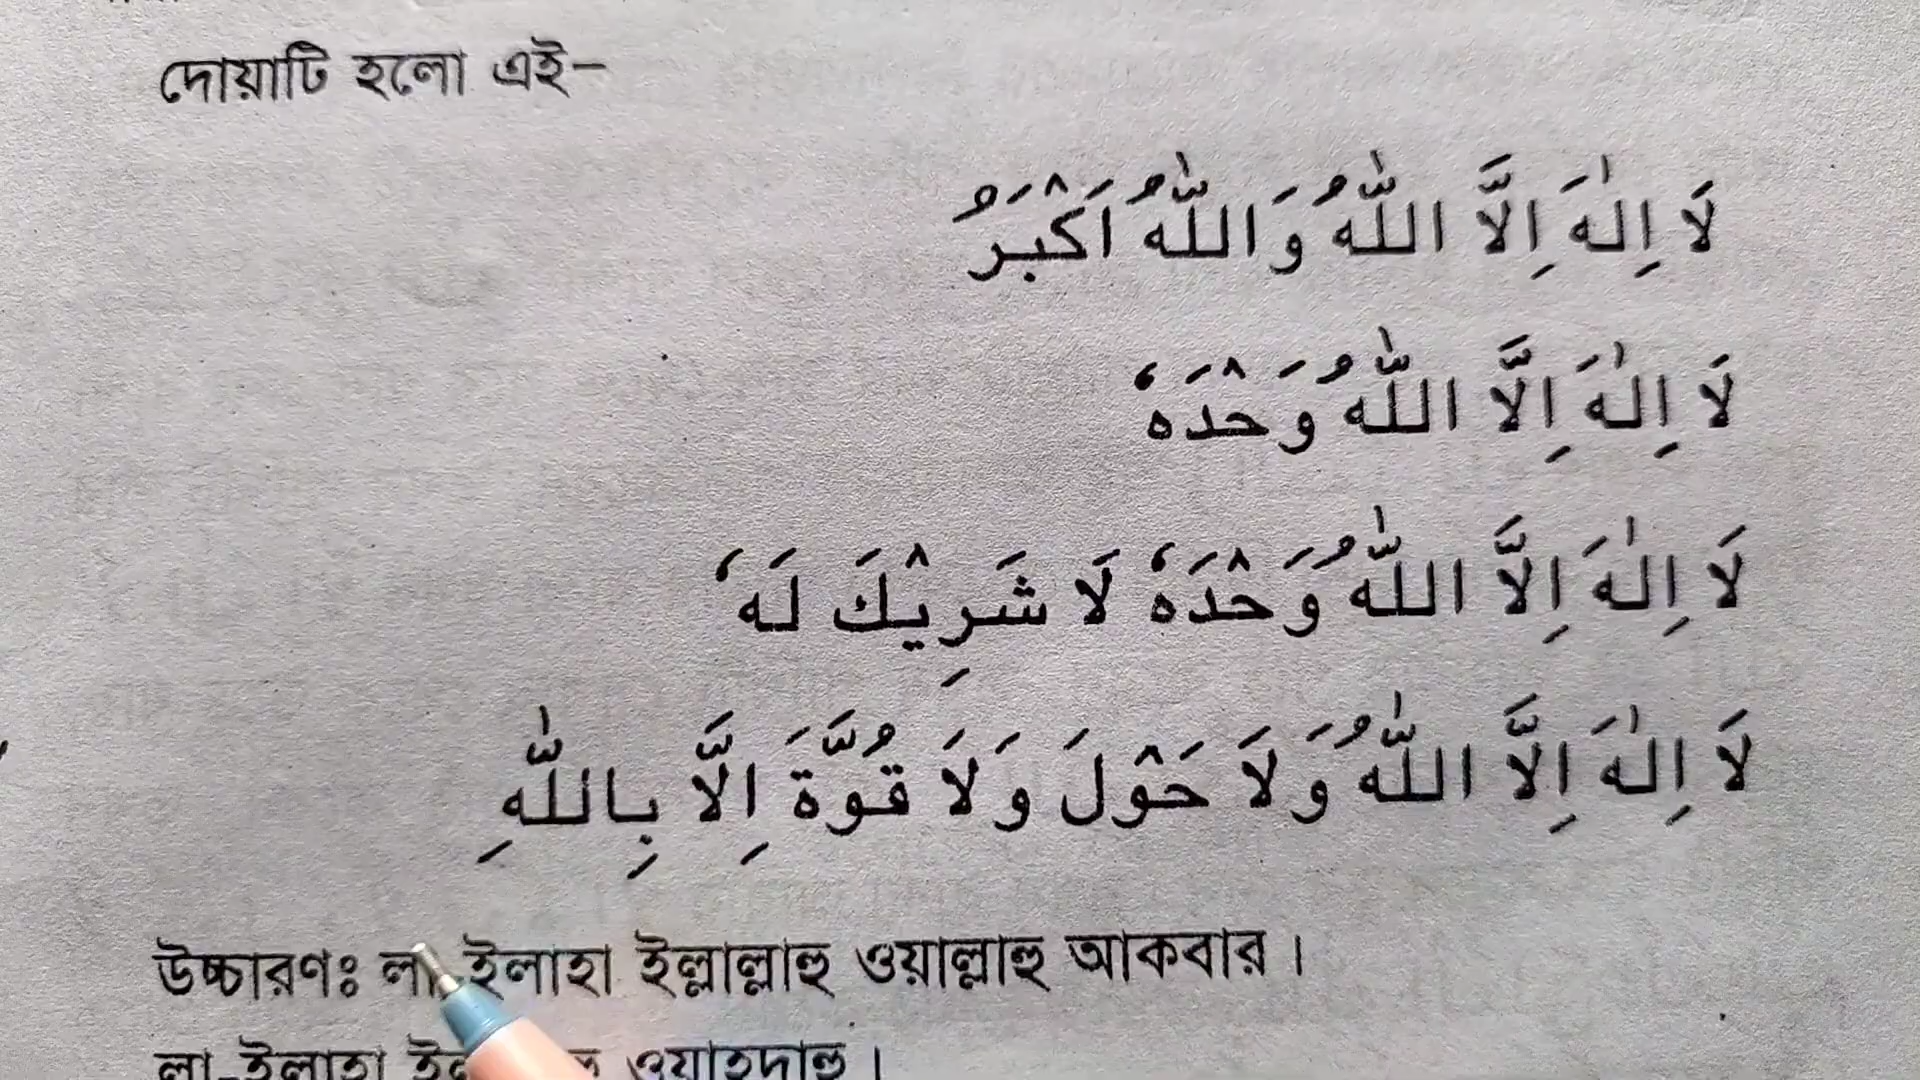 দোয়াটি হলো এই–
لَا اِلٰهَ اِلَّا اللّٰهُ وَاللّٰهُ اَكْبَرُ
لَا اِلٰهَ اِلَّا اللّٰهُ وَحْدَهٗ
لَا اِلٰهَ اِلَّا اللّٰهُ وَحْدَهٗ لَا شَرِيْكَ لَهٗ
لَا اِلٰهَ اِلَّا اللّٰهُ وَلَا حَوْلَ وَلَا قُوَّةَ اِلَّا بِاللّٰهِ
উচ্চারণঃ লা-ইলাহা ইল্লাল্লাহু ওয়াল্লাহু আকবার।
লা-ইলাহা ওয়াহদাহু।